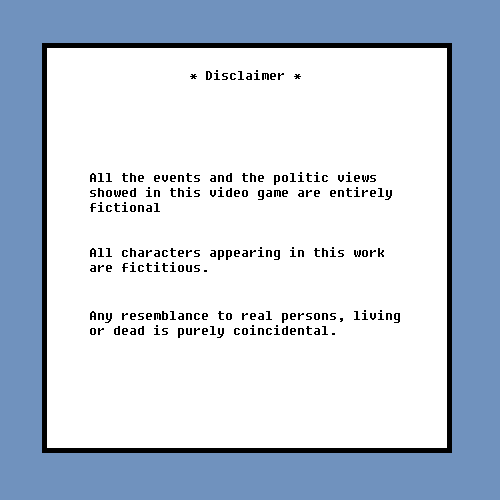 * Disclaimer *
All the events and the politic views
showed in this video game are entirely
fictional
All characters appearing in this work
are fictitious.
Any resemblance to real persons, living
or dead is purely coincidental.